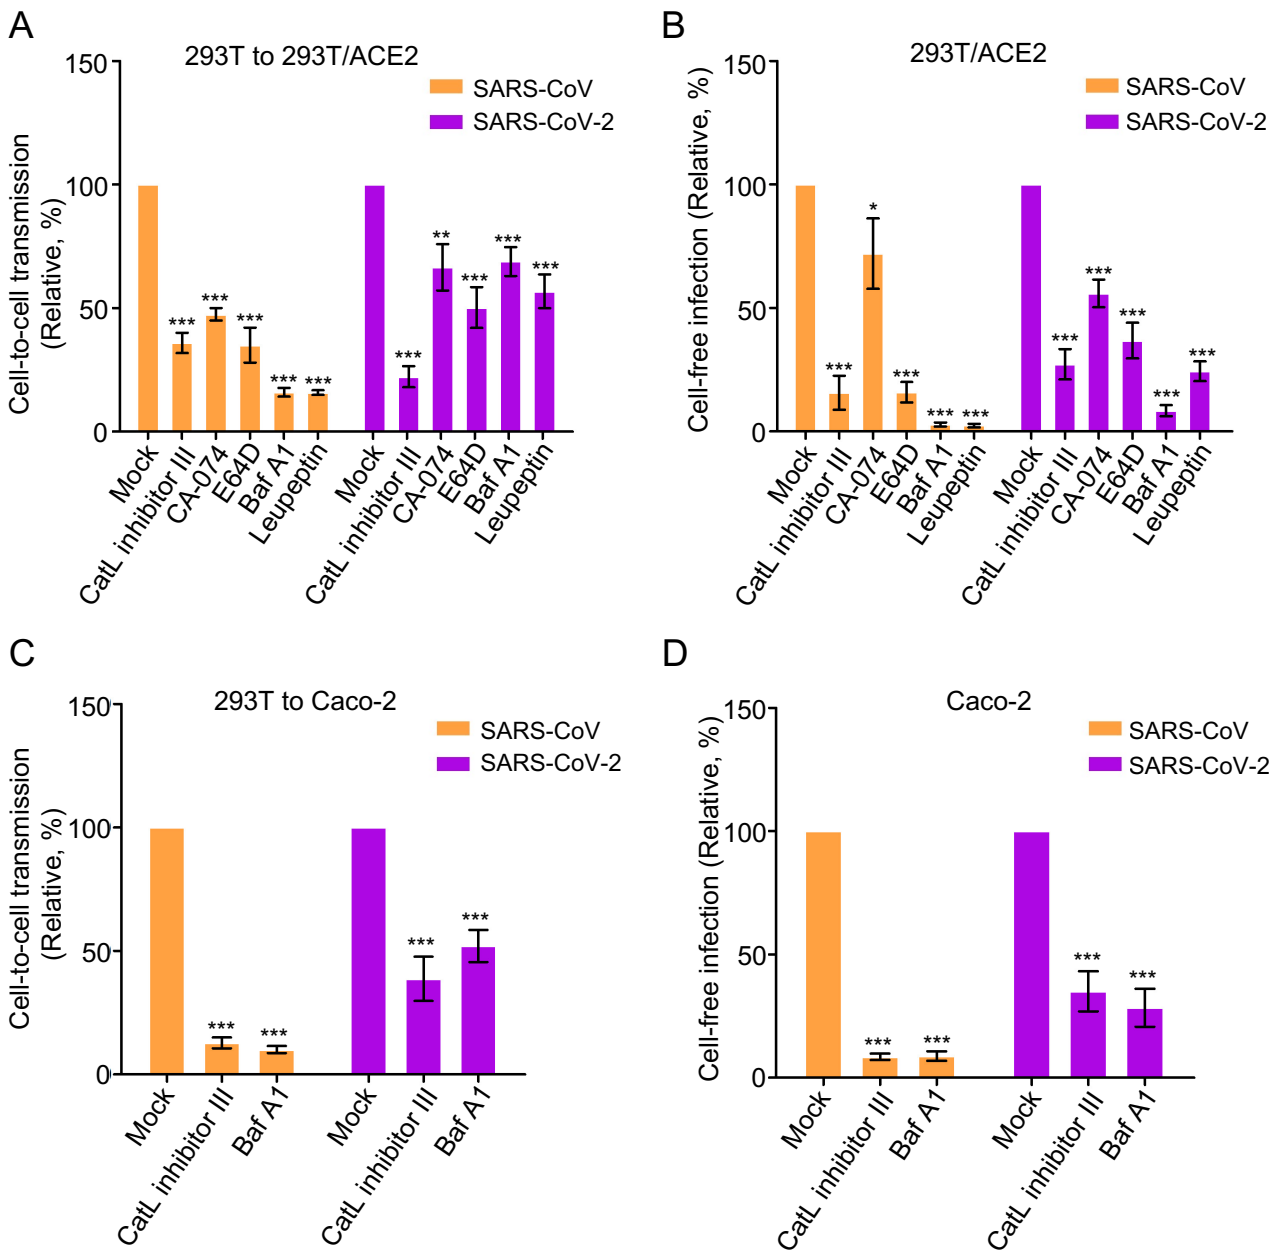 A
293T to 293T/ACE2
SARS-CoV
SARS-CoV-2
Cell-to-cell transmission
(Relative, %)
150
100
50
0
***
***
***
***
***
***
**
***
***
***
Mock
CatL inhibitor III
CA-074
E64D
Baf A1
Leupeptin
Mock
CatL inhibitor III
CA-074
E64D
Baf A1
Leupeptin
B
293T/ACE2
SARS-CoV
SARS-CoV-2
Cell-free infection (Relative, %)
150
100
50
0
***
*
***
***
***
***
***
***
***
***
Mock
CatL inhibitor III
CA-074
E64D
Baf A1
Leupeptin
Mock
CatL inhibitor III
CA-074
E64D
Baf A1
Leupeptin
C
293T to Caco-2
SARS-CoV
SARS-CoV-2
Cell-to-cell transmission
(Relative, %)
150
100
50
0
***
***
***
***
Mock
CatL inhibitor III
Baf A1
Mock
CatL inhibitor III
Baf A1
D
Caco-2
SARS-CoV
SARS-CoV-2
Cell-free infection (Relative, %)
150
100
50
0
***
***
***
***
Mock
CatL inhibitor III
Baf A1
Mock
CatL inhibitor III
Baf A1